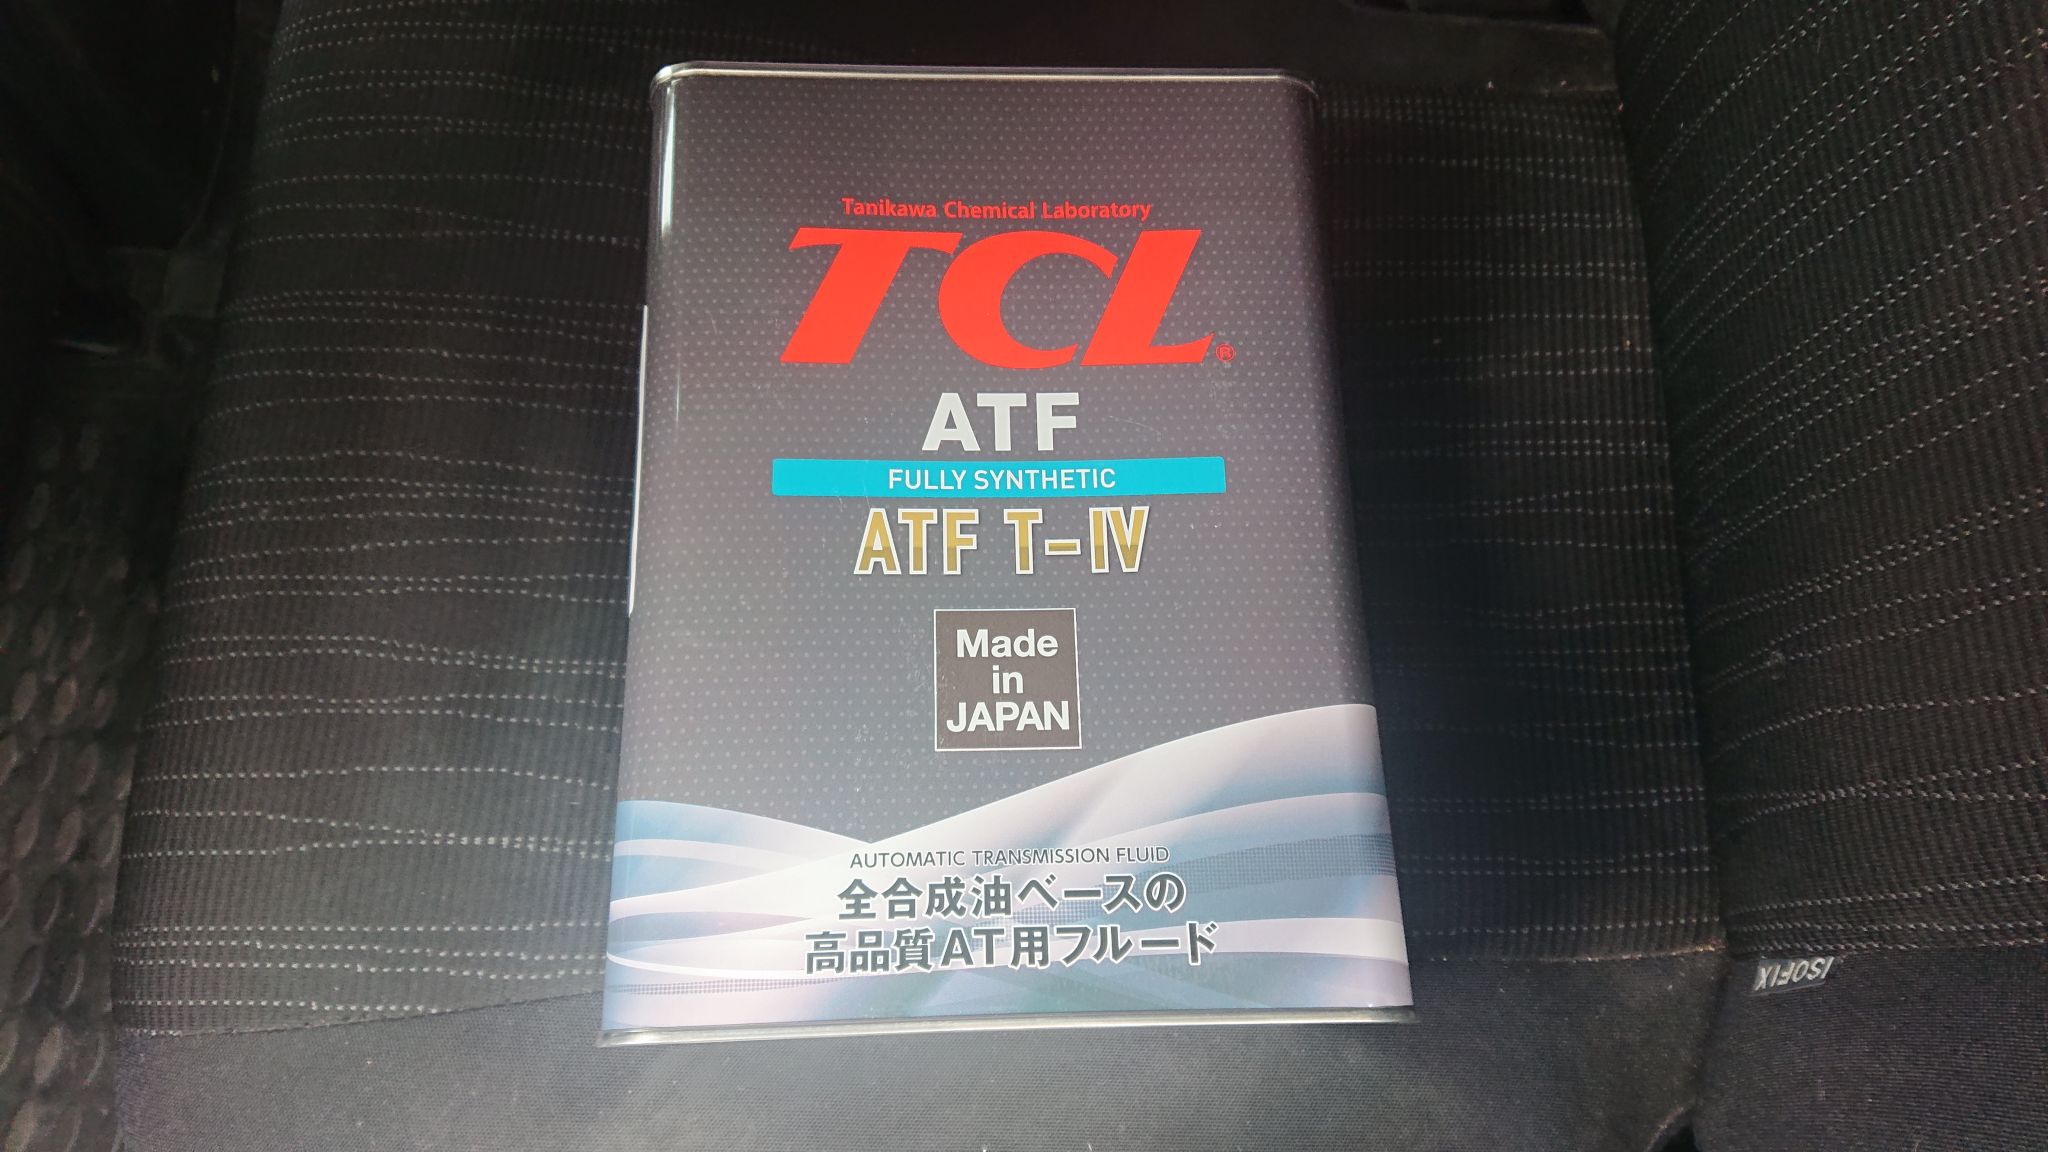 Tanikawa Chemical Laboratory
TCL®
ATF
FULLY SYNTHETIC
ATF T-IV
Made
in
JAPAN
AUTOMATIC TRANSMISSION FLUID
全合成油ベースの
高品質AT用フルード
ISOFIX